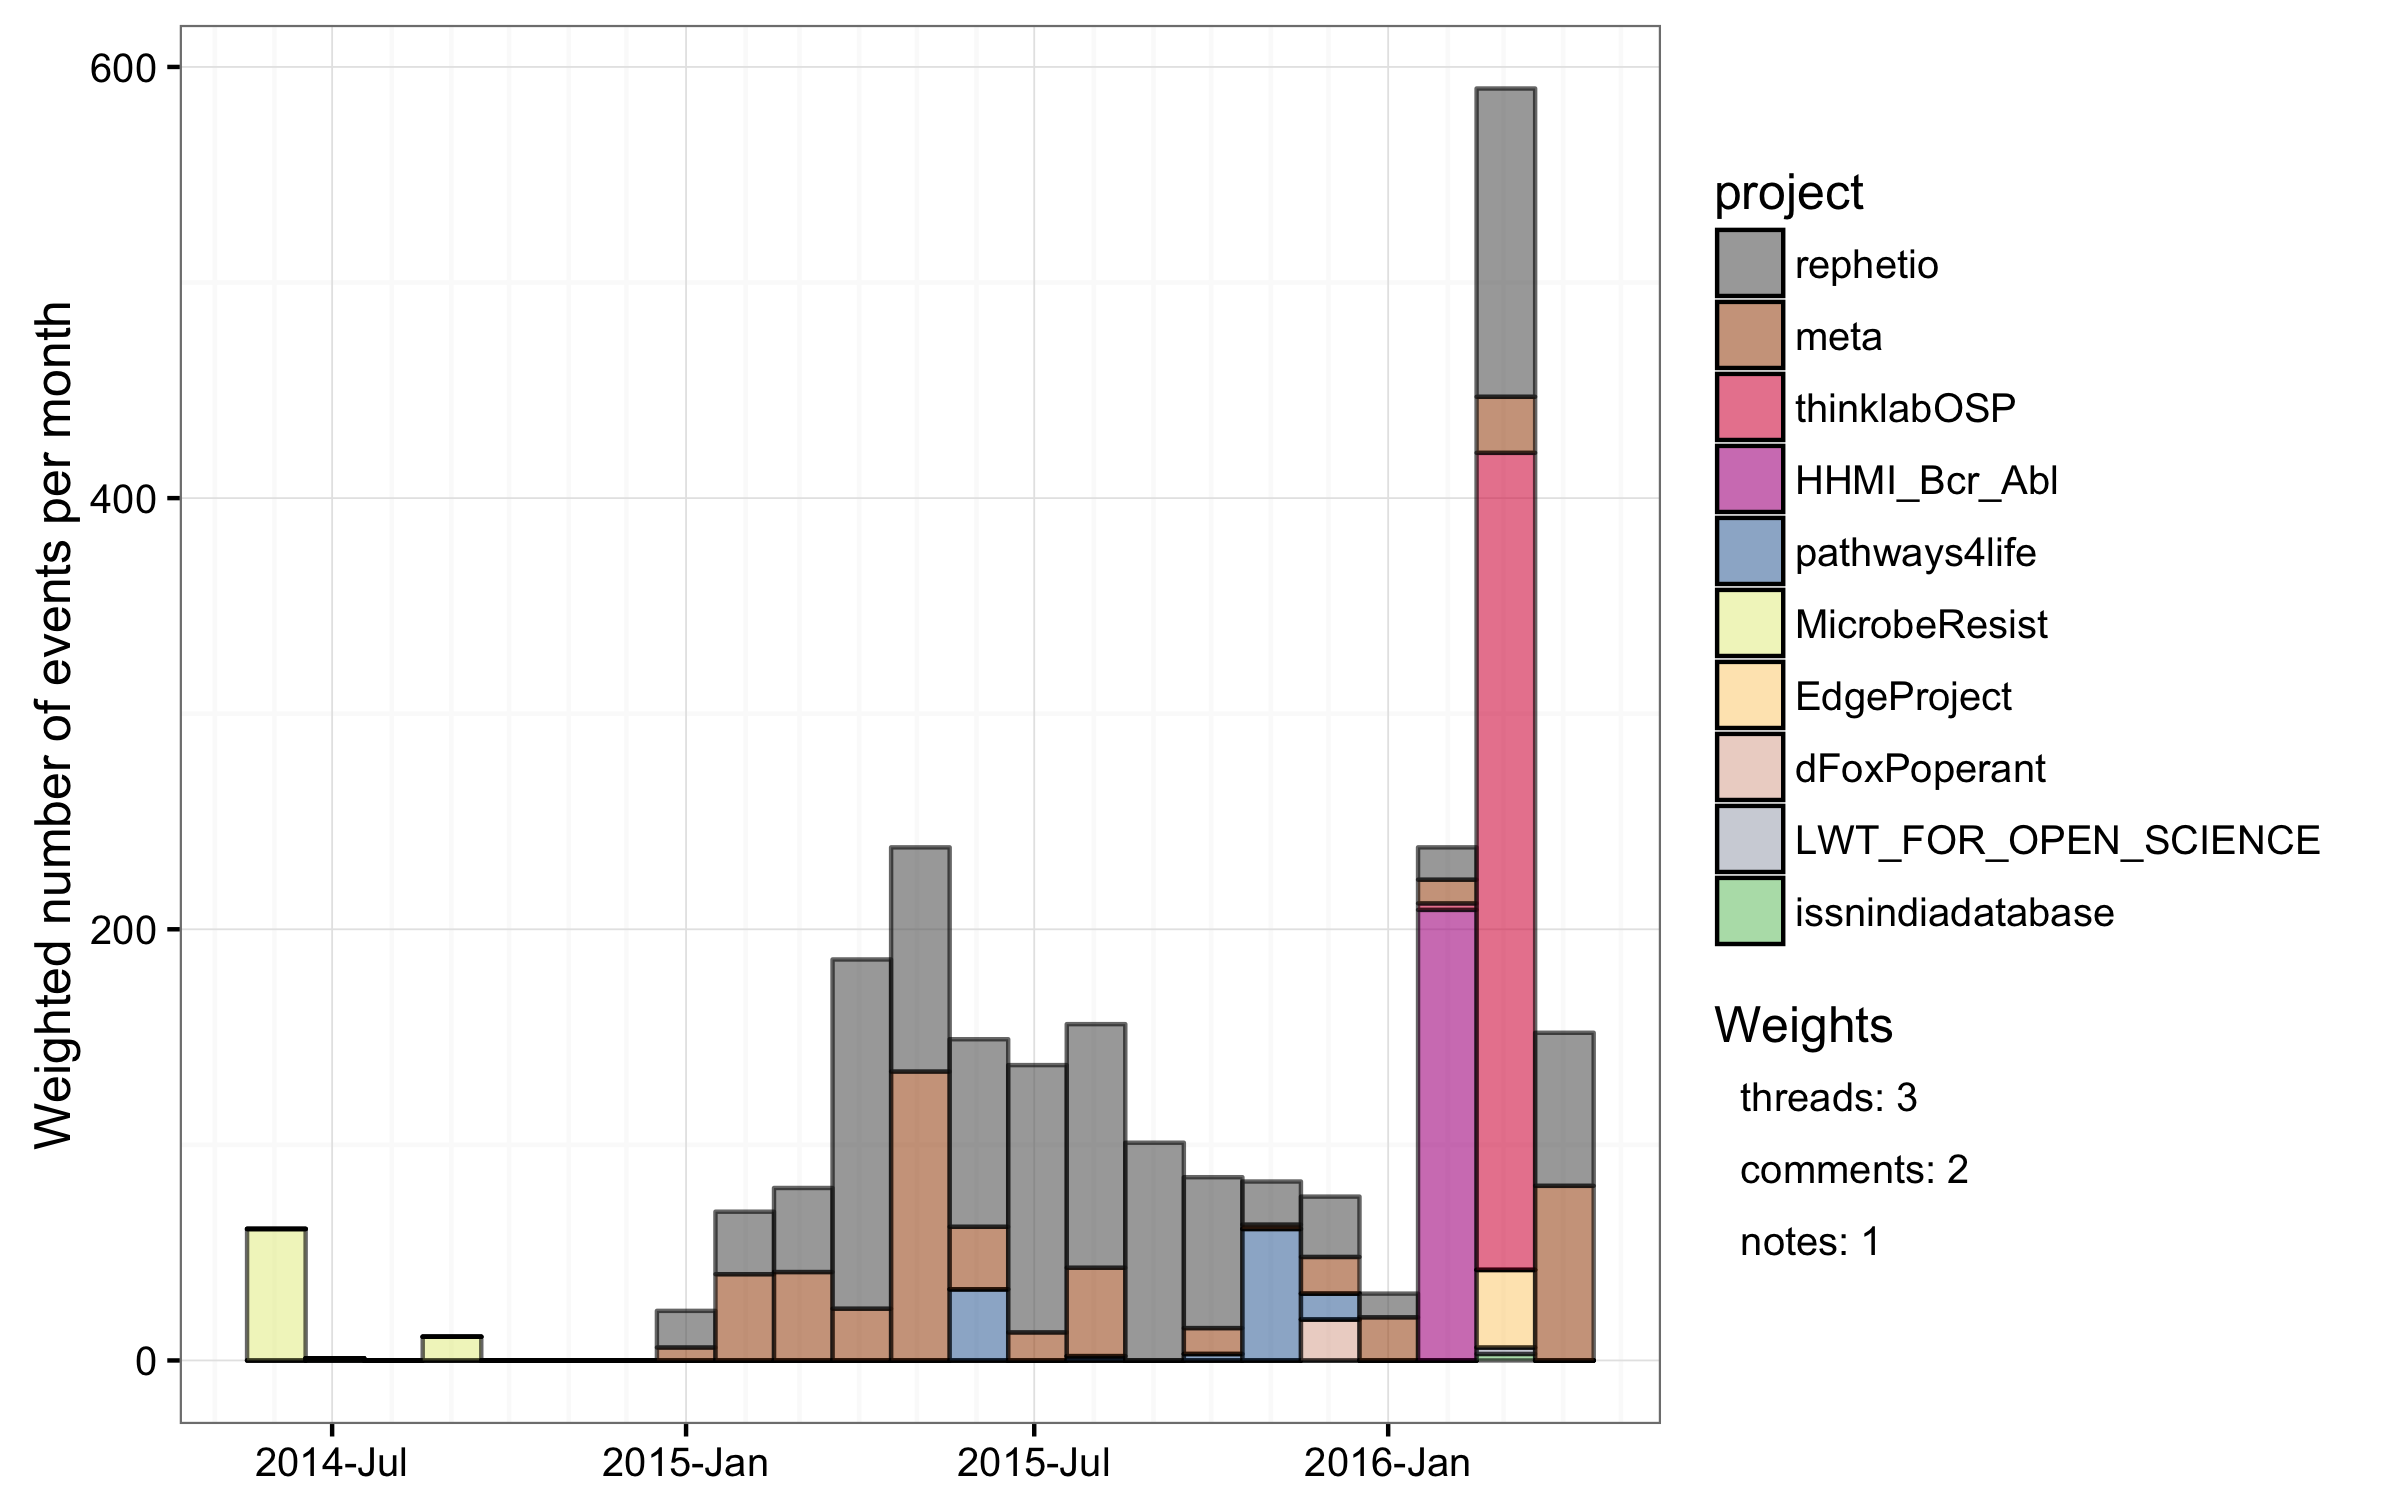 Weighted number of events per month
600
400
200
0
2014-Jul
2015-Jan
2015-Jul
2016-Jan
project
rephetio
meta
thinklabOSP
HHMI_Bcr_Abl
pathways4life
MicrobeResist
EdgeProject
dFoxPoperant
LWT_FOR_OPEN_SCIENCE
issnindiadatabase
Weights
threads: 3
comments: 2
notes: 1